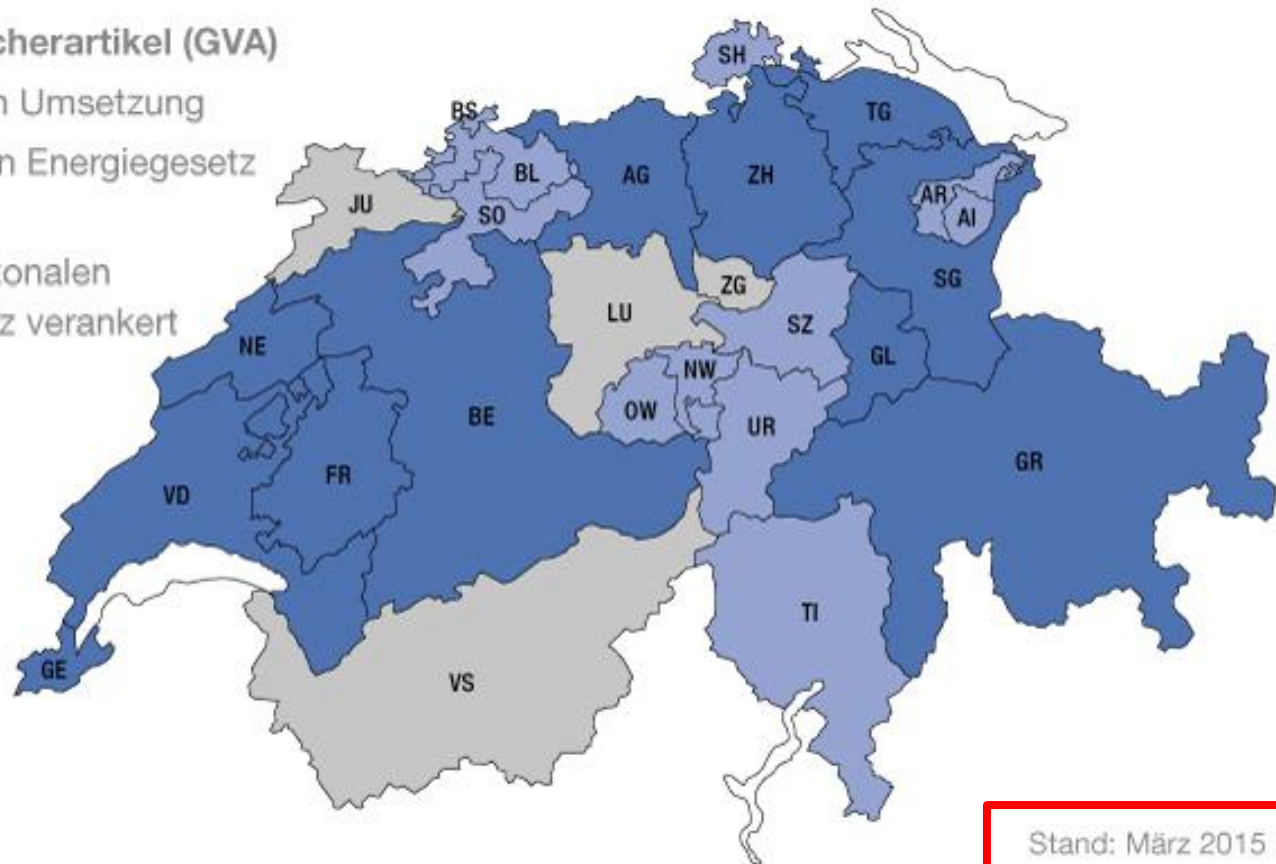 cherartikel (GVA)
n Umsetzung
n Energiegesetz
tonalen
z verankert
SH
BS
TG
BL
AG
ZH
JU
SO
AR
AI
ZG
SG
LU
SZ
NE
NW
GL
OW
BE
UR
GR
FR
VD
TI
GE
VS
Stand: März 2015